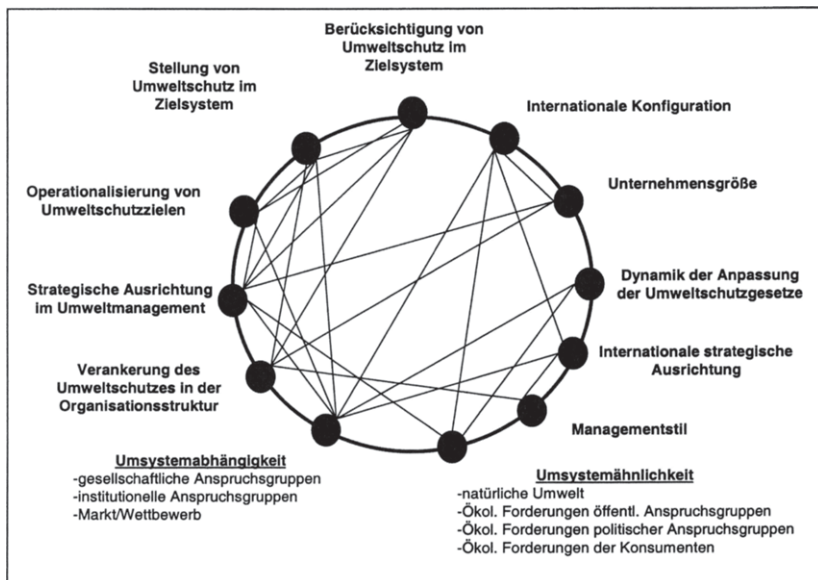 Berücksichtigung von
Umweltschutz im
Zielsystem
Stellung von
Umweltschutz im
Zielsystem
Internationale Konfiguration
Operationalisierung von
Umweltschutzzielen
Unternehmensgröße
Strategische Ausrichtung
im Umweltmanagement
Dynamik der Anpassung
der Umweltschutzgesetze
Verankerung des
Umweltschutzes in der
Organisationsstruktur
Internationale strategische
Ausrichtung
Managementstil
Umsystemabhängigkeit
-gesellschaftliche Anspruchsgruppen
-institutionelle Anspruchsgruppen
-Markt/Wettbewerb
Umsystemähnlichkeit
-natürliche Umwelt
-Ökol. Forderungen öffentl. Anspruchsgruppen
-Ökol. Forderungen politischer Anspruchsgruppen
-Ökol. Forderungen der Konsumenten